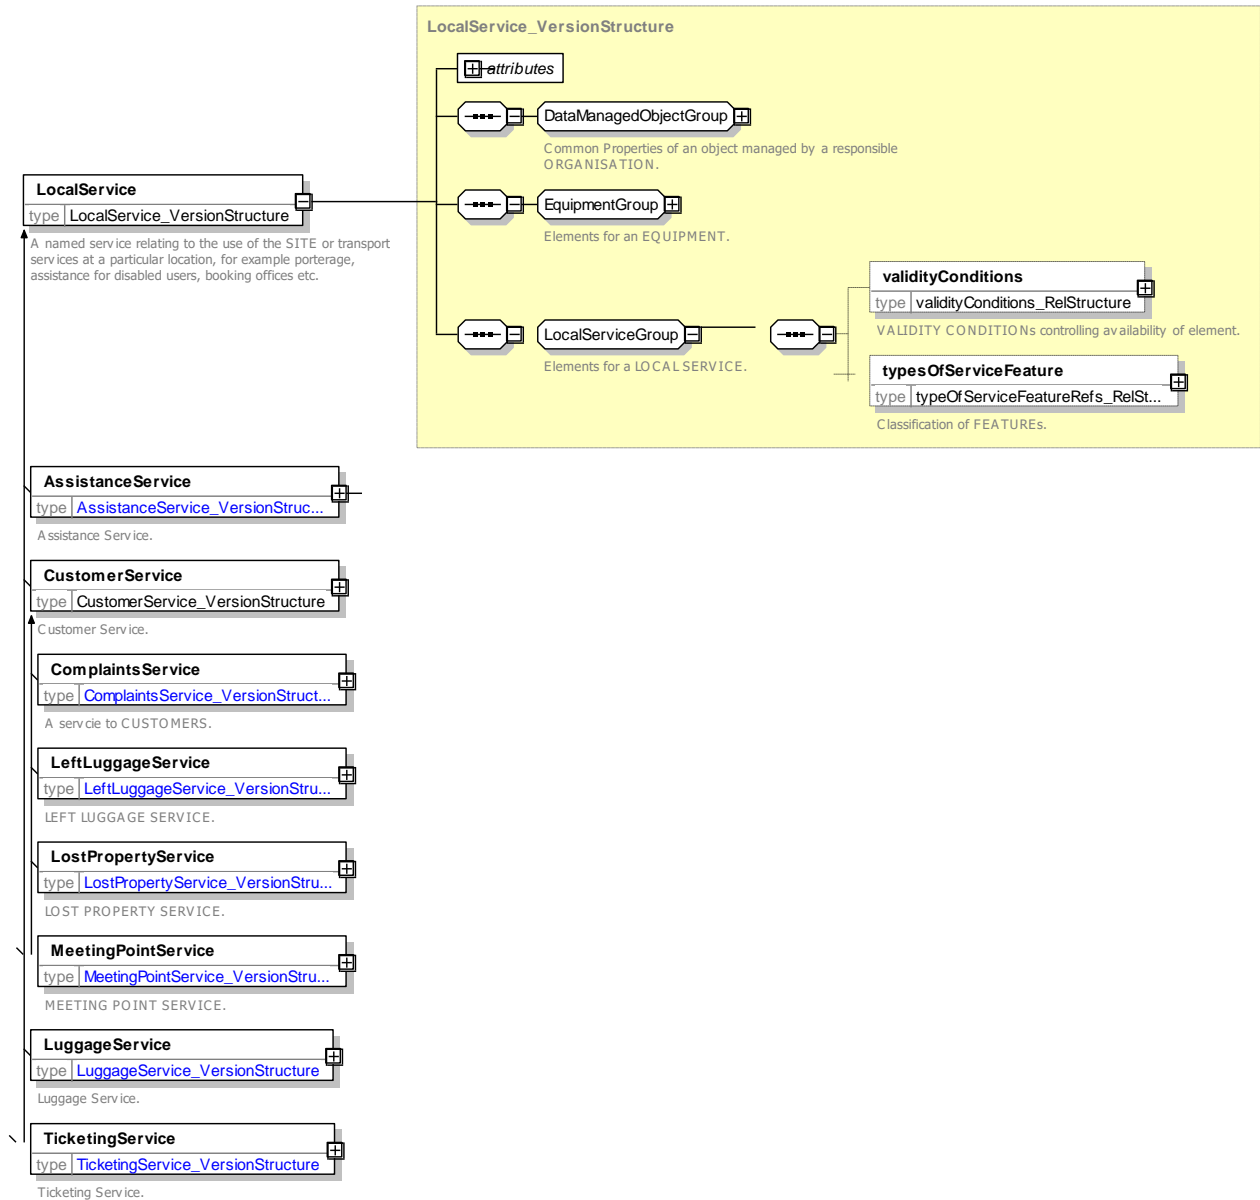 LocalService_VersionStructure
attributes
DataManagedObjectGroup
Common Properties of an object managed by a responsible
ORGANISATION.
LocalService
type LocalService_VersionStructure
A named service relating to the use of the SITE or transport
services at a particular location, for example porterage,
assistance for disabled users, booking offices etc.
EquipmentGroup
Elements for an EQUIPMENT.
validityConditions
type validityConditions_RelStructure
VALIDITY CONDITIONs controlling availability of element.
LocalServiceGroup
Elements for a LOCAL SERVICE.
typesOfServiceFeature
type typeOfServiceFeatureRefs_RelSt...
Classification of FEATUREs.
AssistanceService
type AssistanceService_VersionStruc...
Assistance Service.
CustomerService
type CustomerService_VersionStructure
Customer Service.
ComplaintsService
type ComplaintsService_VersionStruct...
A servcie to CUSTOMERS.
LeftLuggageService
type LeftLuggageService_VersionStru...
LEFT LUGGAGE SERVICE.
LostPropertyService
type LostPropertyService_VersionStru...
LOST PROPERTY SERVICE.
MeetingPointService
type MeetingPointService_VersionStru...
MEETING POINT SERVICE.
LuggageService
type LuggageService_VersionStructure
Luggage Service.
TicketingService
type TicketingService_VersionStructure
Ticketing Service.